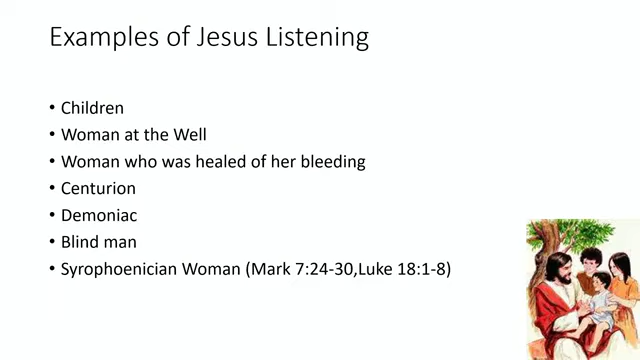 Examples of Jesus Listening
• Children
• Woman at the Well
• Woman who was healed of her bleeding
• Centurion
• Demoniac
• Blind man
• Syrophoenician Woman (Mark 7:24-30,Luke 18:1-8)